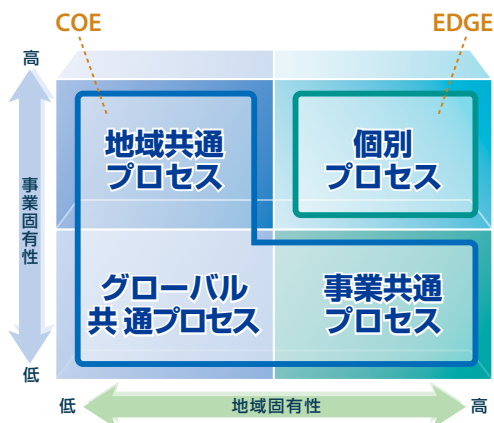 COE
EDGE
高
地域共通
プロセス
個別
プロセス
事業固有性
グローバル
共通プロセス
事業共通
プロセス
低
低
地域固有性
高